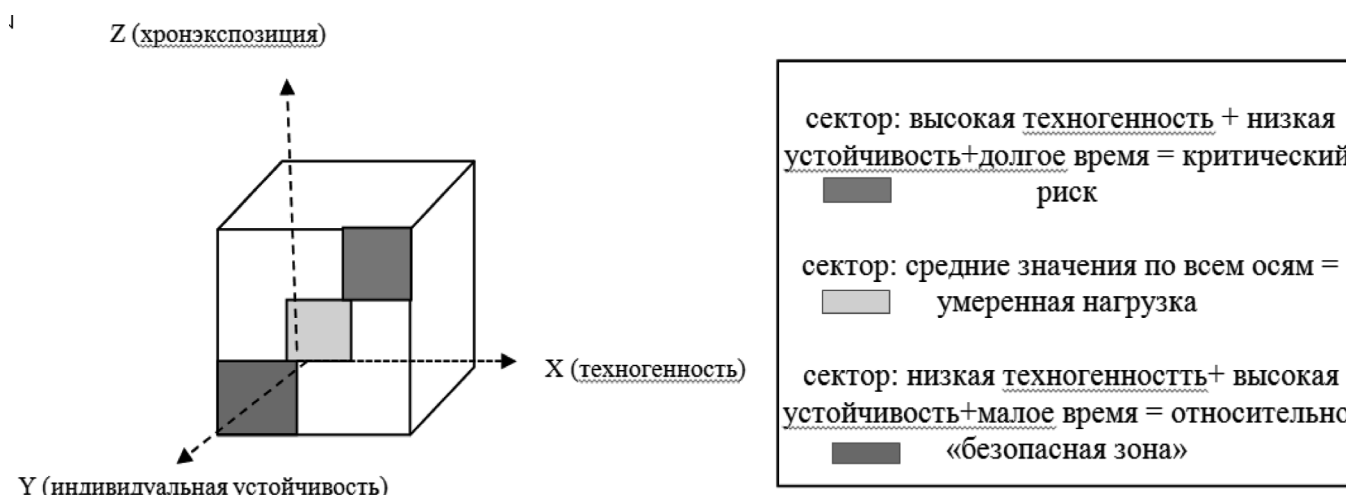 Z (хронэкспозиция)
X (техногенность)
Y (индивидуальная устойчивость)
сектор: высокая техногенность + низкая
устойчивость+долгое время = критический
риск
сектор: средние значения по всем осям =
умеренная нагрузка
сектор: низкая техногенностть+ высокая
устойчивость+малое время = относительно
«безопасная зона»